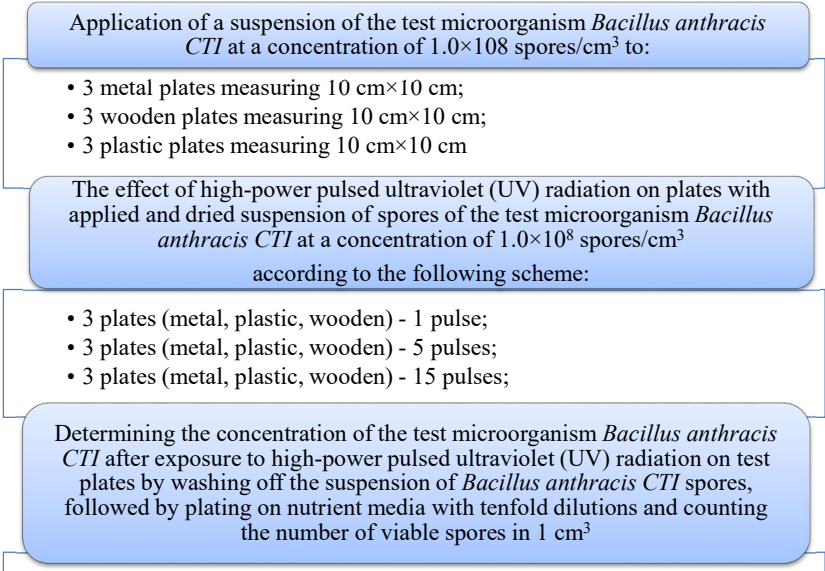 Application of a suspension of the test microorganism Bacillus anthracis
CTI at a concentration of 1.0×108 spores/cm³ to:
• 3 metal plates measuring 10 cm×10 cm;
• 3 wooden plates measuring 10 cm×10 cm;
• 3 plastic plates measuring 10 cm×10 cm
The effect of high-power pulsed ultraviolet (UV) radiation on plates with
applied and dried suspension of spores of the test microorganism Bacillus
anthracis CTI at a concentration of 1.0×10⁸ spores/cm³
according to the following scheme:
• 3 plates (metal, plastic, wooden) - 1 pulse;
• 3 plates (metal, plastic, wooden) - 5 pulses;
• 3 plates (metal, plastic, wooden) - 15 pulses;
Determining the concentration of the test microorganism Bacillus anthracis
CTI after exposure to high-power pulsed ultraviolet (UV) radiation on test
plates by washing off the suspension of Bacillus anthracis CTI spores,
followed by plating on nutrient media with tenfold dilutions and counting
the number of viable spores in 1 cm³